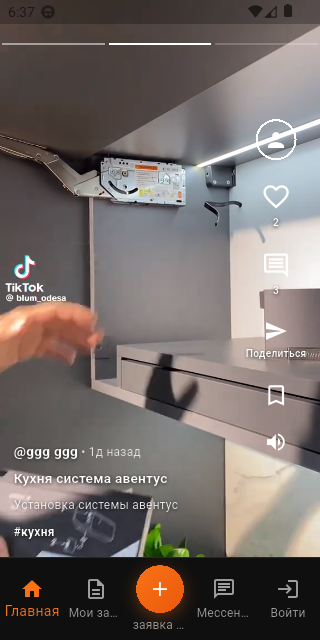 6:37
TikTok
@ blum_odesa
2
3
Поделиться
@ggg ggg • 1д назад
Кухня система авентус
Установка системы авентус
#кухня
Главная
Мои за...
заявка ...
Мессен...
Войти